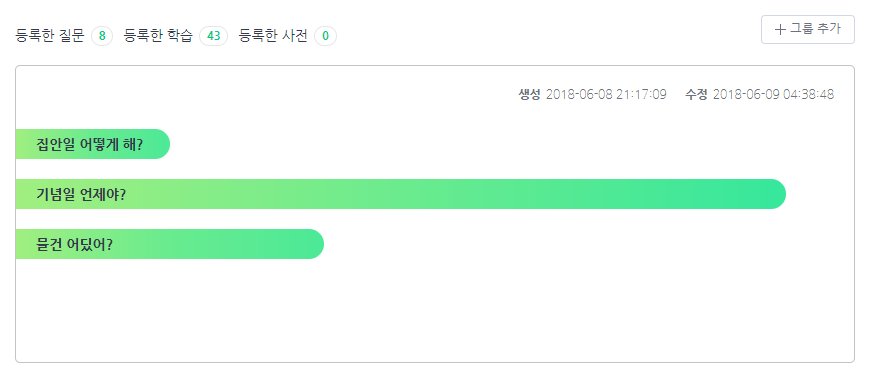 등록한 질문 8 등록한 학습 43 등록한 사전 0
+ 그룹 추가
생성 2018-06-08 21:17:09 수정 2018-06-09 04:38:48
집안일 어떻게 해?
기념일 언제야?
물건 어딨어?